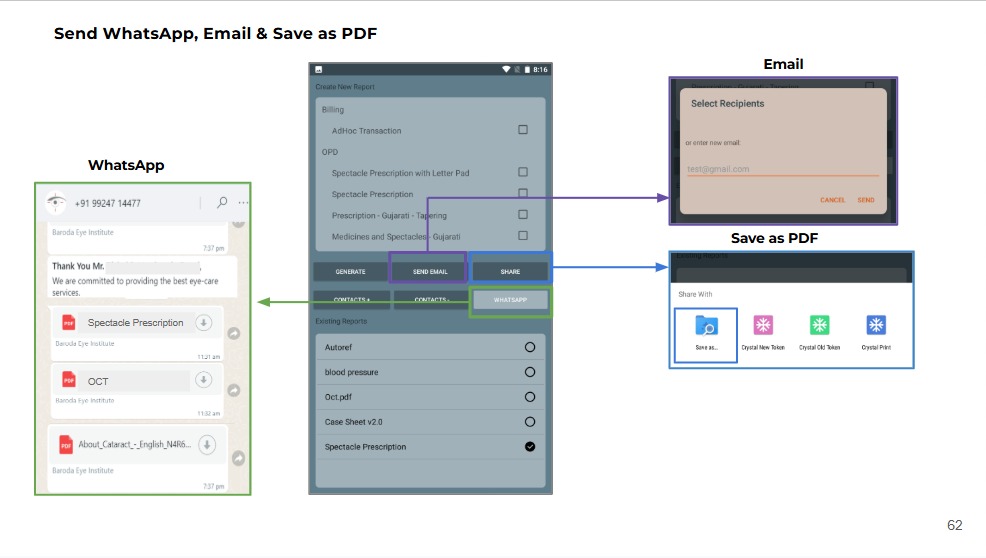 Send WhatsApp, Email & Save as PDF
WhatsApp
+91 99247 14477
Baroda Eye Institute
7:37 pm
Thank You Mr.
We are committed to providing the best eye-care
services.
PDF
Spectacle Prescription
Baroda Eye Institute
11:31 am
PDF
OCT
Baroda Eye Institute
11:32 am
PDF
About_Cataract_-_English_N4R6...
Baroda Eye Institute
7:37 pm
8:16
Create New Report
Billing
AdHoc Transaction
OPD
Spectacle Prescription with Letter Pad
Spectacle Prescription
Prescription - Gujarati - Tapering
Medicines and Spectacles - Gujarati
GENERATE
SEND EMAIL
SHARE
CONTACTS +
CONTACTS -
WHATSAPP
Existing Reports
Autoref
blood pressure
Oct.pdf
Case Sheet v2.0
Spectacle Prescription
Email
Prescription - Gujarati - Tapering
Select Recipients
or enter new email
test@gmail.com
CANCEL
SEND
Save as PDF
Existing Reports
Share With
Save as...
Crystal New Token
Crystal Old Token
Crystal Print
62